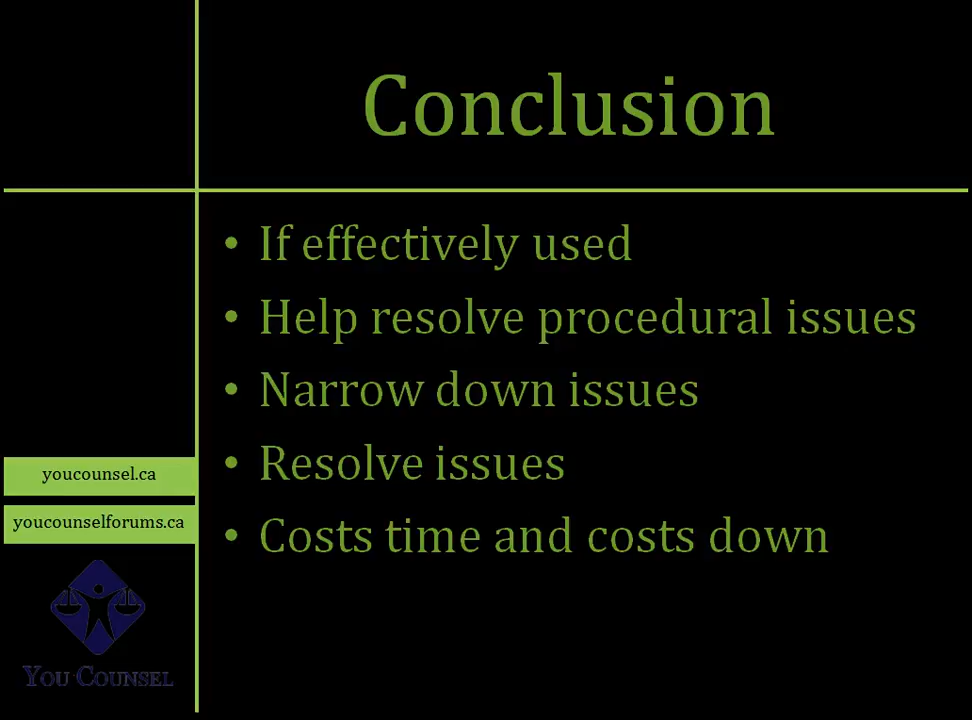 Conclusion
• If effectively used
• Help resolve procedural issues
• Narrow down issues
• Resolve issues
• Costs time and costs down
youcounsel.ca
youcounselforums.ca
YOU COUNSEL